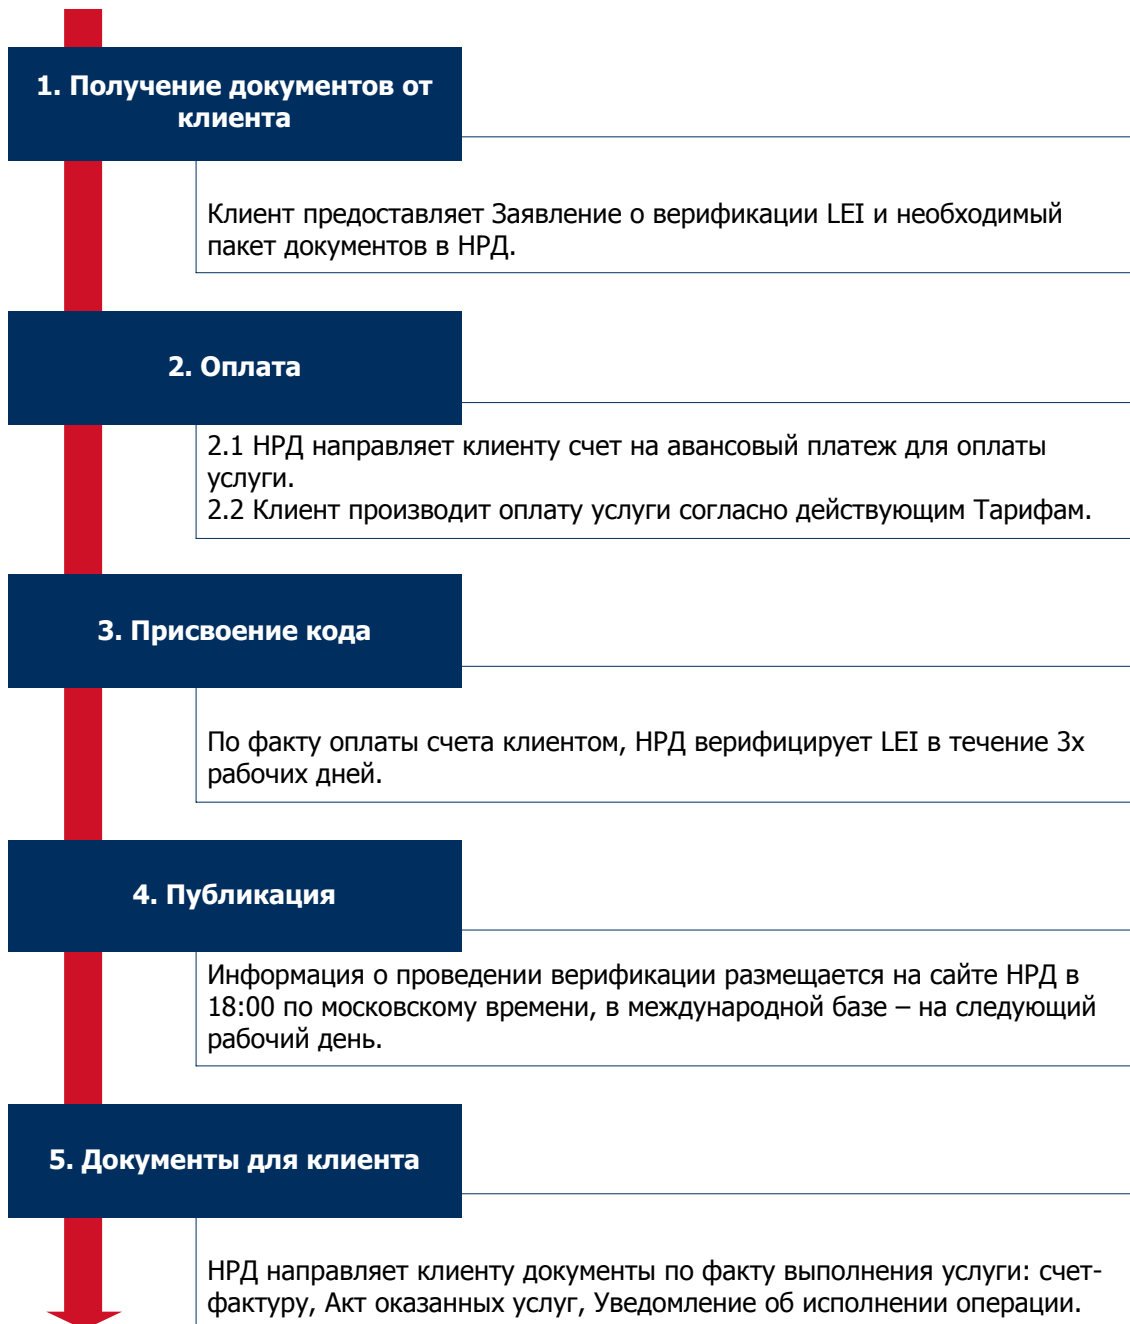 1. Получение документов от
клиента
Клиент предоставляет Заявление о верификации LEI и необходимый
пакет документов в НРД.
2. Оплата
2.1 НРД направляет клиенту счет на авансовый платеж для оплаты
услуги.
2.2 Клиент производит оплату услуги согласно действующим Тарифам.
3. Присвоение кода
По факту оплаты счета клиентом, НРД верифицирует LEI в течение 3х
рабочих дней.
4. Публикация
Информация о проведении верификации размещается на сайте НРД в
18:00 по московскому времени, в международной базе – на следующий
рабочий день.
5. Документы для клиента
НРД направляет клиенту документы по факту выполнения услуги: счет-
фактуру, Акт оказанных услуг, Уведомление об исполнении операции.